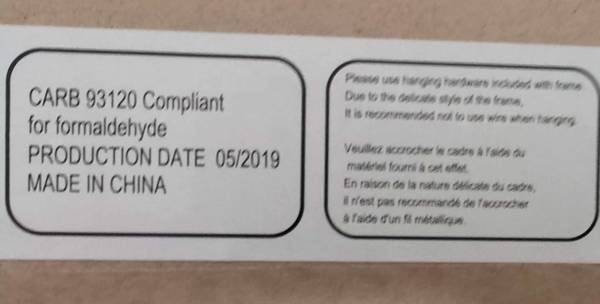 CARB 93120 Compliant
for formaldehyde
PRODUCTION DATE 05/2019
MADE IN CHINA
Please use hanging hardware included with frame
Due to the delicate style of the frame,
It is recommended not to use wire when hanging.
Veuillez accrocher le cadre à l'aide du
matériel fourni à cet effet.
En raison de la nature délicate du cadre,
il n'est pas recommandé de l'accrocher
à l'aide d'un fil métallique.